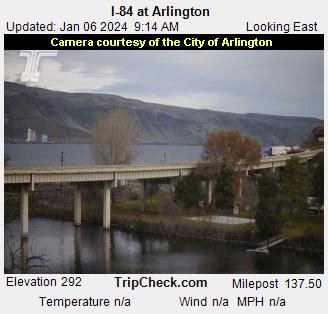 I-84 at Arlington
Updated: Jan 06 2024 9:14 AM Looking East
Camera courtesy of the City of Arlington
Elevation 292 TripCheck.com Milepost 137.50
Temperature n/a Wind n/a MPH n/a